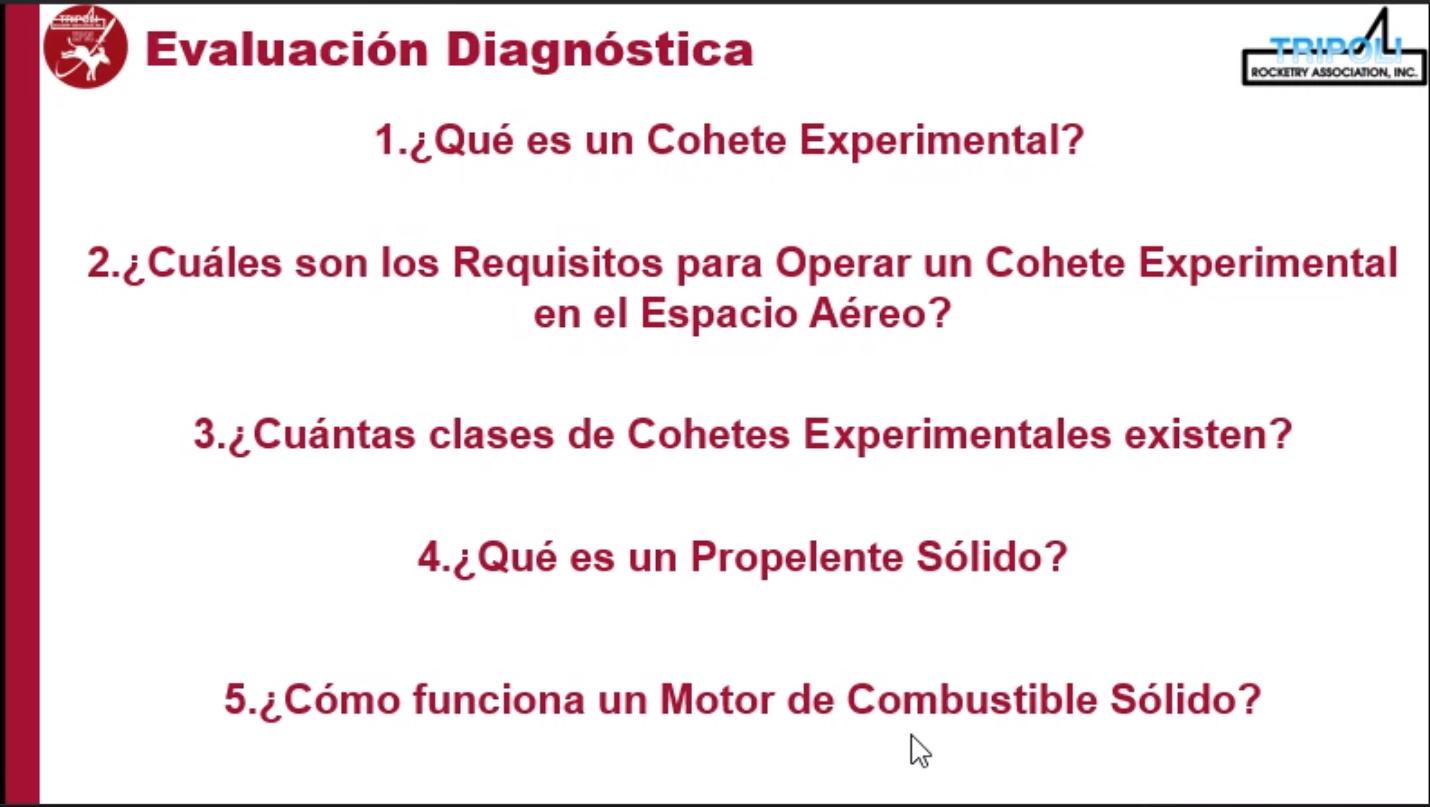 TRIPOLI
Evaluación Diagnóstica
TRIPOLI
ROCKETRY ASSOCIATION, INC.
1.¿Qué es un Cohete Experimental?
2.¿Cuáles son los Requisitos para Operar un Cohete Experimental
en el Espacio Aéreo?
3.¿Cuántas clases de Cohetes Experimentales existen?
4.¿Qué es un Propelente Sólido?
5.¿Cómo funciona un Motor de Combustible Sólido?